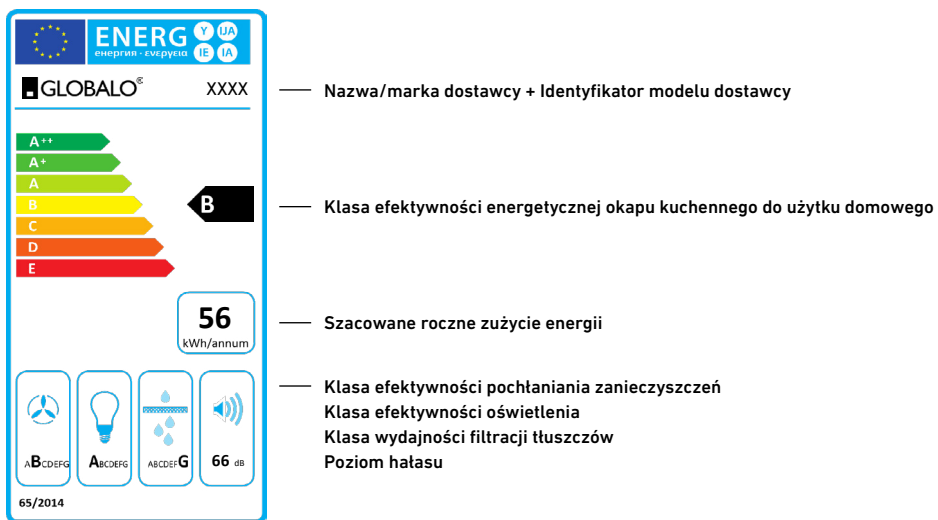 ENERG Y IJA
енергия · ενεργεια IE IA
GLOBALO® XXXX
Nazwa/marka dostawcy + Identyfikator modelu dostawcy
A++
A+
A
B
C
D
E
B
Klasa efektywności energetycznej okapu kuchennego do użytku domowego
56
kWh/annum
Szacowane roczne zużycie energii
ABCDEFG
ABCDEFG
ABCDEFG
66 dB
Klasa efektywności pochłaniania zanieczyszczeń
Klasa efektywności oświetlenia
Klasa wydajności filtracji tłuszczów
Poziom hałasu
65/2014